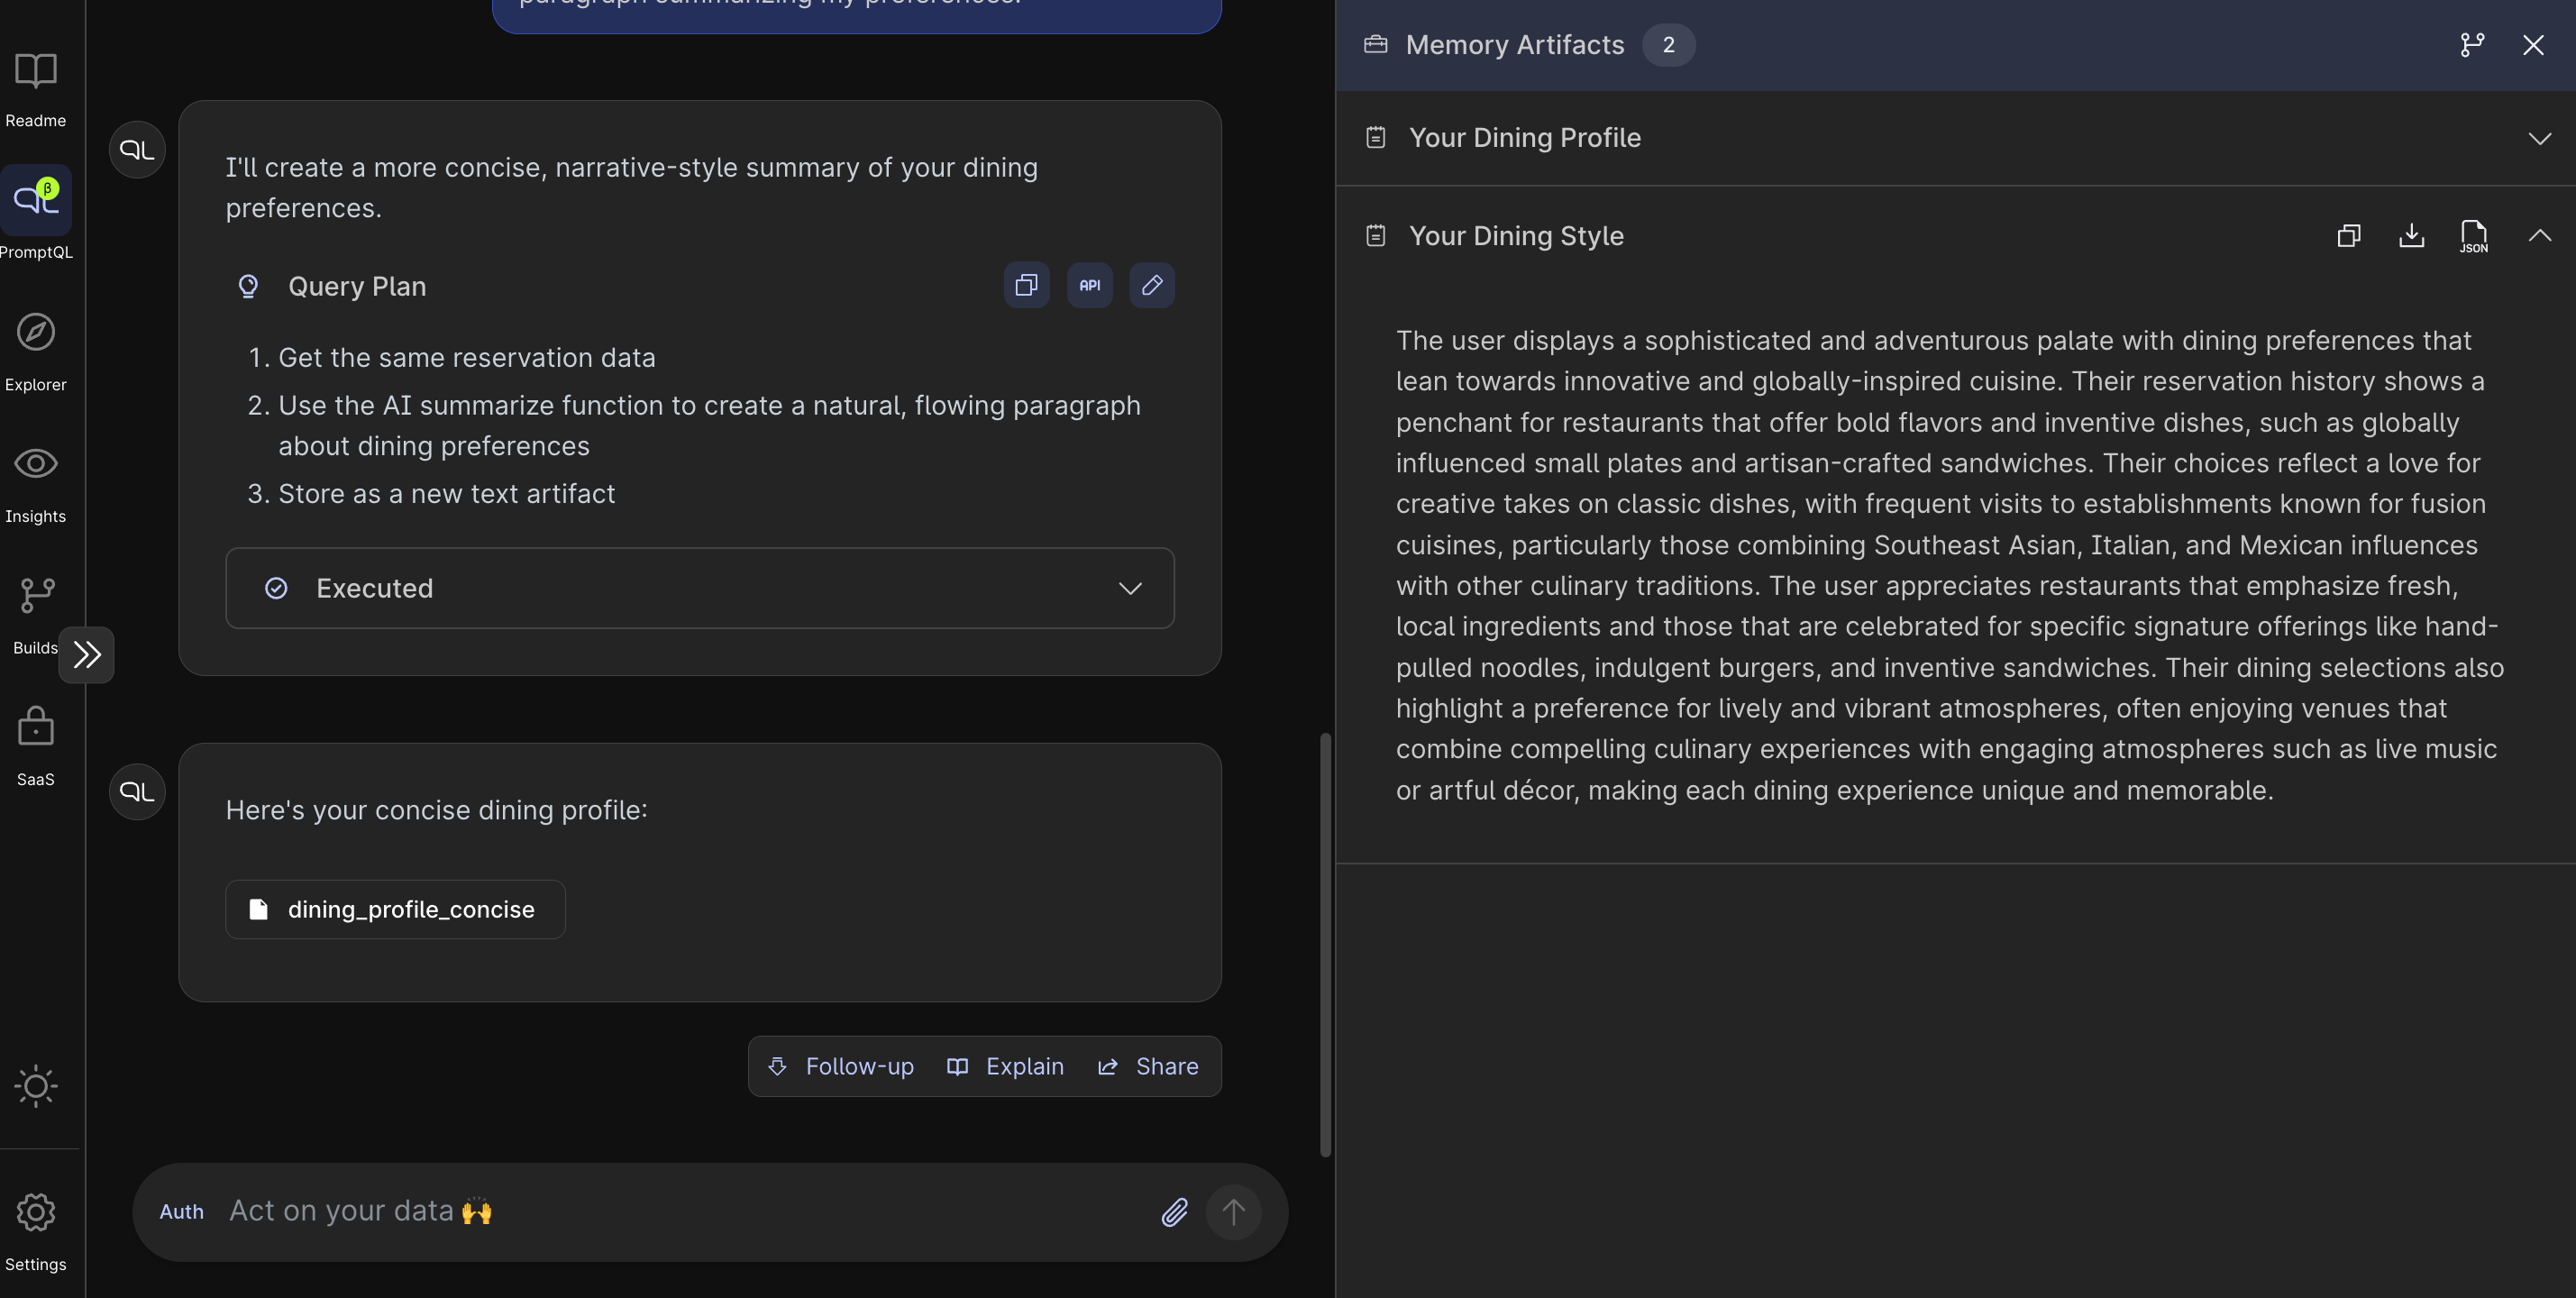 paragraph summarizing my preferences.
Readme
β
PromptQL
Explorer
Insights
Builds
SaaS
Settings
QL
I'll create a more concise, narrative-style summary of your dining
preferences.
Query Plan
API
1. Get the same reservation data
2. Use the AI summarize function to create a natural, flowing paragraph
about dining preferences
3. Store as a new text artifact
Executed
QL
Here's your concise dining profile:
dining_profile_concise
Follow-up
Explain
Share
Auth
Act on your data 🙌
Memory Artifacts
2
Your Dining Profile
Your Dining Style
JSON
The user displays a sophisticated and adventurous palate with dining preferences that
lean towards innovative and globally-inspired cuisine. Their reservation history shows a
penchant for restaurants that offer bold flavors and inventive dishes, such as globally
influenced small plates and artisan-crafted sandwiches. Their choices reflect a love for
creative takes on classic dishes, with frequent visits to establishments known for fusion
cuisines, particularly those combining Southeast Asian, Italian, and Mexican influences
with other culinary traditions. The user appreciates restaurants that emphasize fresh,
local ingredients and those that are celebrated for specific signature offerings like hand-
pulled noodles, indulgent burgers, and inventive sandwiches. Their dining selections also
highlight a preference for lively and vibrant atmospheres, often enjoying venues that
combine compelling culinary experiences with engaging atmospheres such as live music
or artful décor, making each dining experience unique and memorable.